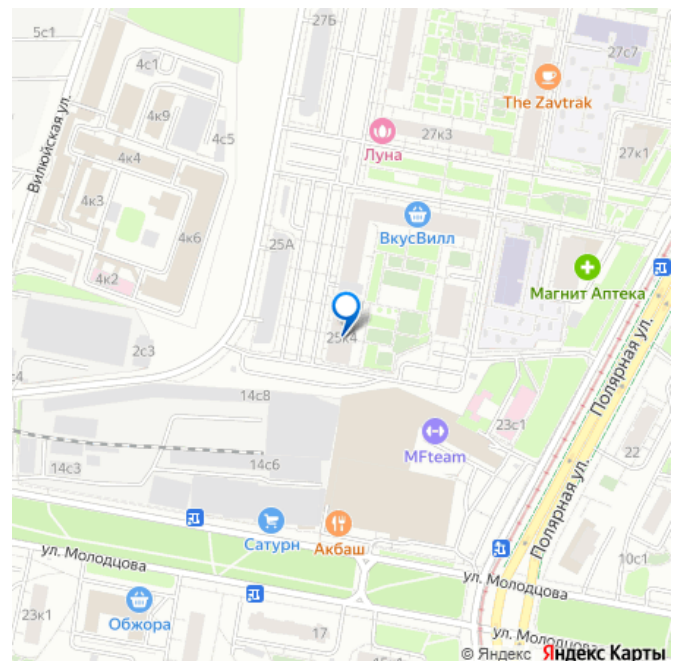 27Б
5с1
27с7
4с1
The Zavtrak
4к9
27к3
Луна
4с5
27к1
Вилюйская ул.
4к4
4к3
ВкусВилл
4к6
25А
4к2
Магнит Аптека
25к4
2с3
Полярная ул.
с4
14с8
23с1
MFteam
22
14с3
14с6
Полярная ул.
Сатурн
Акбаш
ул. Молодцова
10с1
ул. Молодцова
Обжора
23к1
17
ул. Молодцова
© Яндекс Яндекс Карты